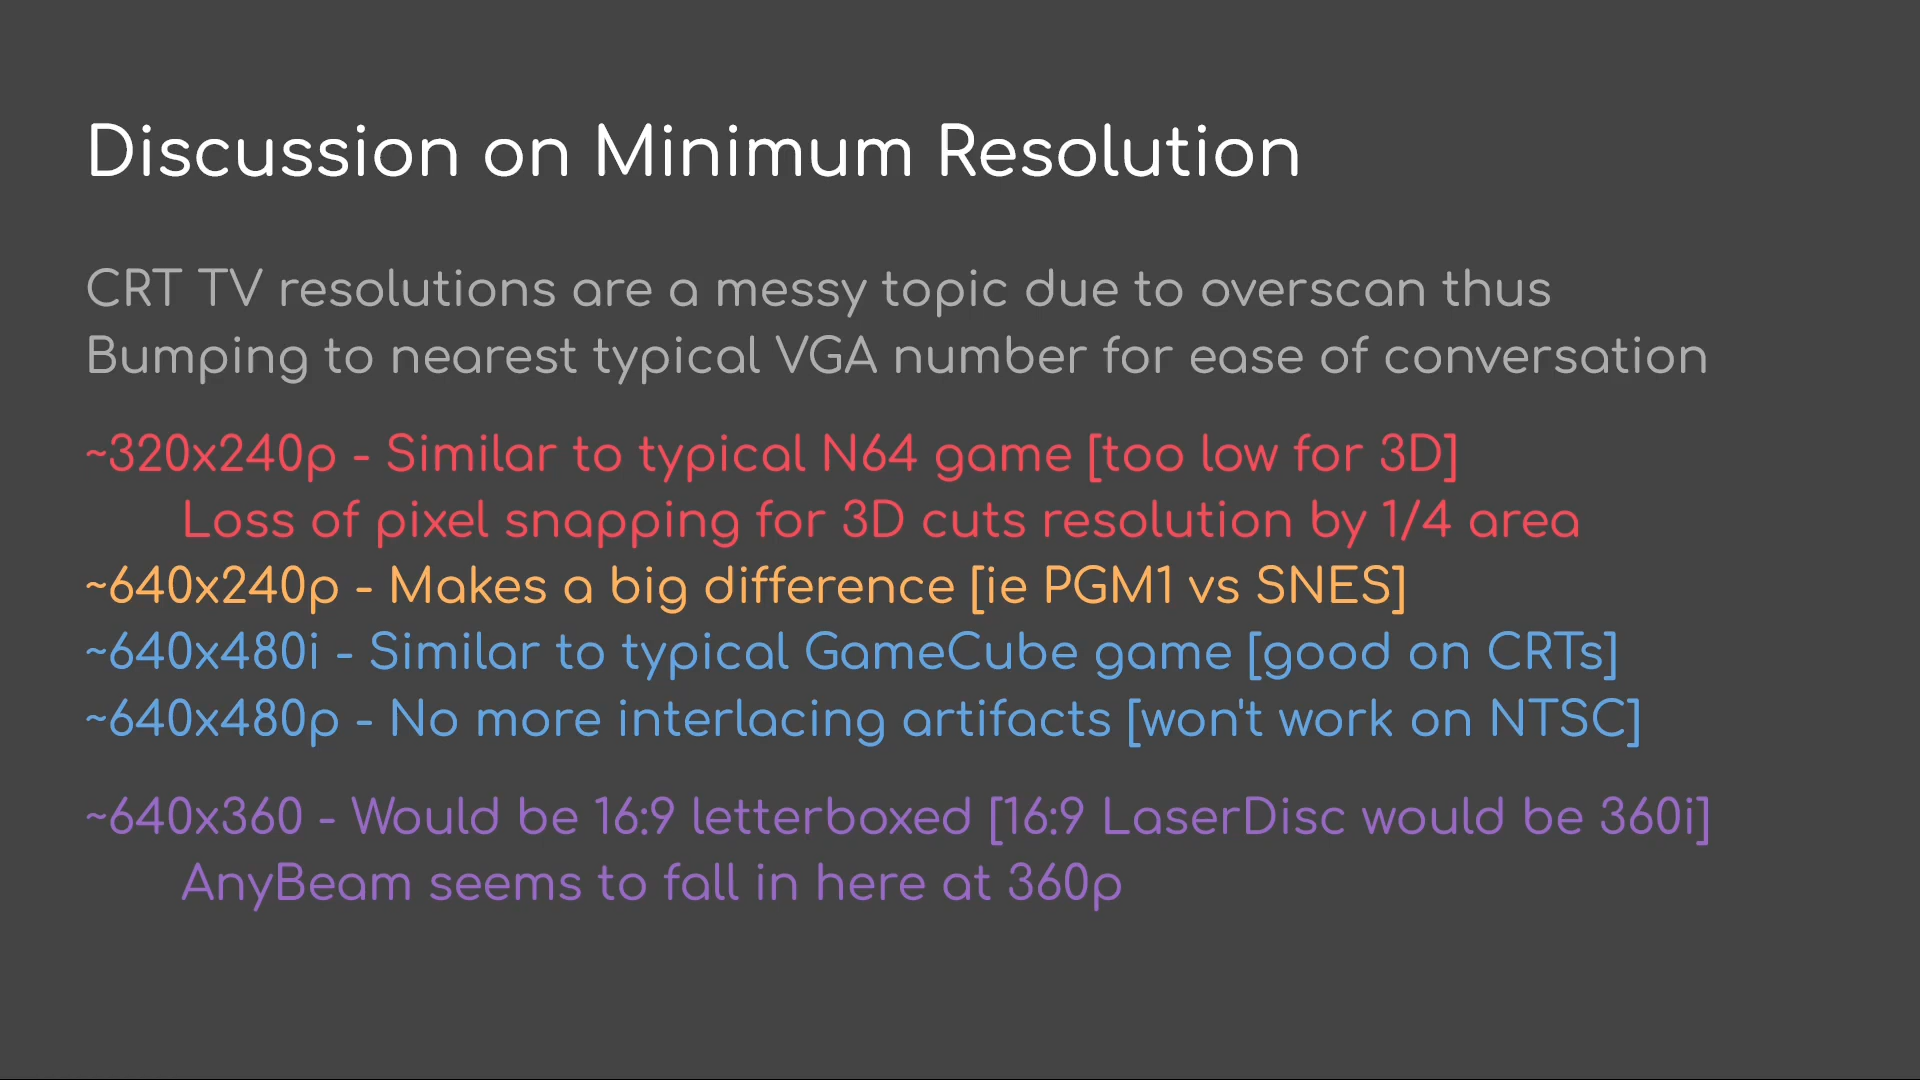 Discussion on Minimum Resolution
CRT TV resolutions are a messy topic due to overscan thus
Bumping to nearest typical VGA number for ease of conversation
~320x240p - Similar to typical N64 game [too low for 3D]
Loss of pixel snapping for 3D cuts resolution by 1/4 area
~640x240p - Makes a big difference [ie PGM1 vs SNES]
~640x480i - Similar to typical GameCube game [good on CRTs]
~640x480p - No more interlacing artifacts [won't work on NTSC]
~640x360 - Would be 16:9 letterboxed [16:9 LaserDisc would be 360i]
AnyBeam seems to fall in here at 360p